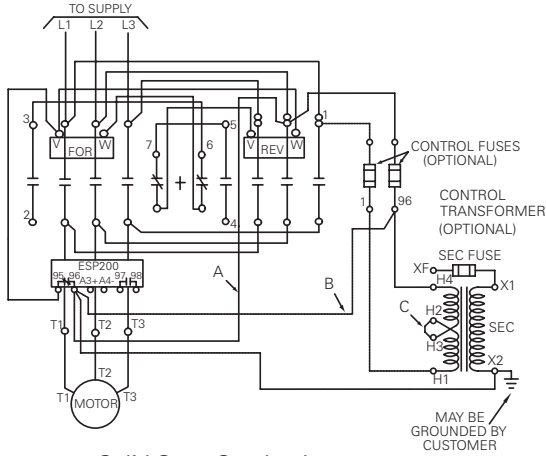 TO SUPPLY
L1 L2 L3
3 7 6 5 1
V FOR W V REV W
CONTROL FUSES
(OPTIONAL)
2 4 1 96
CONTROL
TRANSFORMER
(OPTIONAL)
ESP200
95 96 A3+ A4- 97 98
A
B
C
SEC FUSE
XF
H4 X1
H2
SEC
H3
X2
H1
T1 T2 T3
T1 T2 T3
MOTOR
MAY BE
GROUNDED BY
CUSTOMER